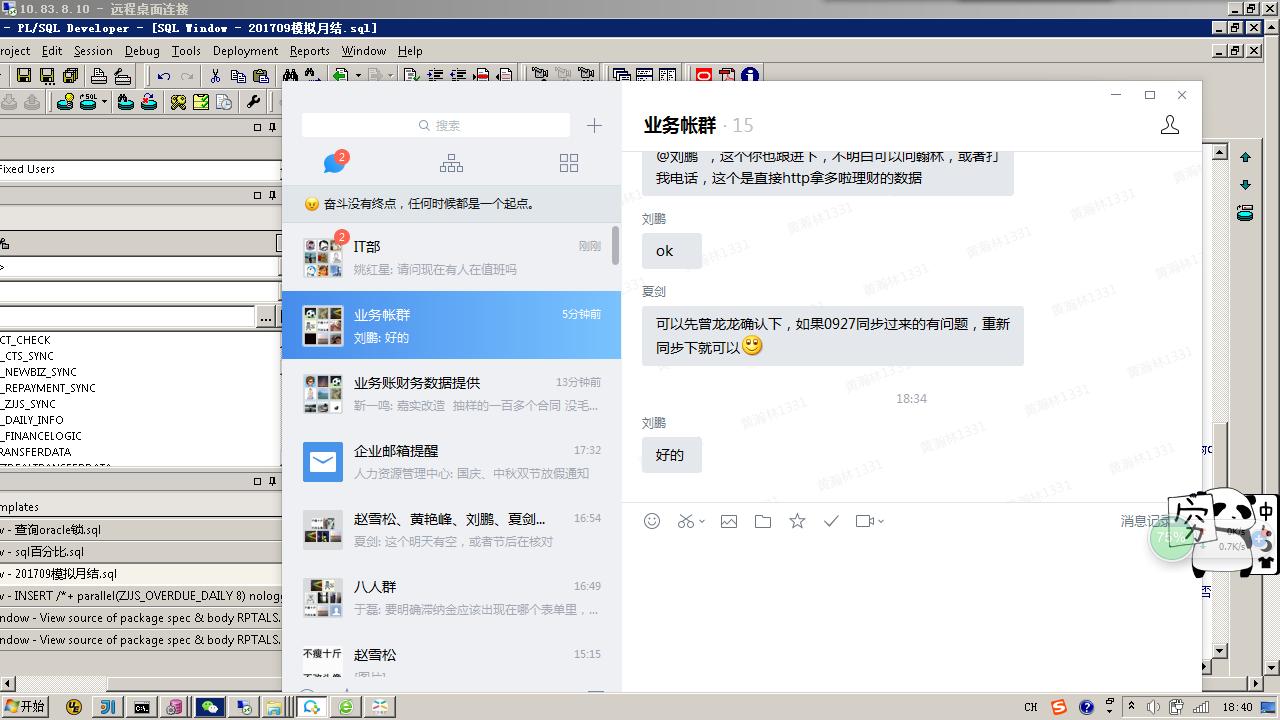 10.83.8.10 - 远程桌面连接
- PL/SQL Developer - [SQL Window - 201709模拟月结.sql]
roject Edit Session Debug Tools Deployment Reports Window Help
Fixed Users
...
CT_CHECK
_CTS_SYNC
_NEWBIZ_SYNC
_REPAYMENT_SYNC
_ZJJS_SYNC
_DAILY_INFO
_FINANCELOGIC
RANSFERDATA
mplates
w - 查询oracle锁.sql
w - sql百分比.sql
w - 201709模拟月结.sql
w - INSERT /*+ parallel(ZJJS_OVERDUE_DAILY 8) nologg
ndow - View source of package spec & body RPTALS.
ndow - View source of package spec & body RPTALS.
搜索
2
奋斗没有终点，任何时候都是一个起点。
2
IT部 刚刚
姚红星: 请问现在有人在值班吗
业务帐群 5分钟前
刘鹏: 好的
业务账财务数据提供 13分钟前
靳一鸣: 嘉实改造 抽样的一百多个合同 没毛...
企业邮箱提醒 17:32
人力资源管理中心: 国庆、中秋双节放假通知
赵雪松、黄艳峰、刘鹏、夏剑... 16:54
夏剑: 这个明天有空，或者节后在核对
八人群 16:49
于磊: 要明确滞纳金应该出现在哪个表单里，...
不瘦十斤
赵雪松 15:15
[图片]
业务帐群 · 15
@刘鹏 ，这个你也跟进下，不明白可以问翰林，或者打
我电话，这个是直接http拿多啦理财的数据
刘鹏
ok
夏剑
可以先曾龙龙确认下，如果0927同步过来的有问题，重新
同步下就可以
18:34
刘鹏
好的
黄瀚林1331
消息记录
75%
0K/s
0.7K/s
中
开始
CH
18:40